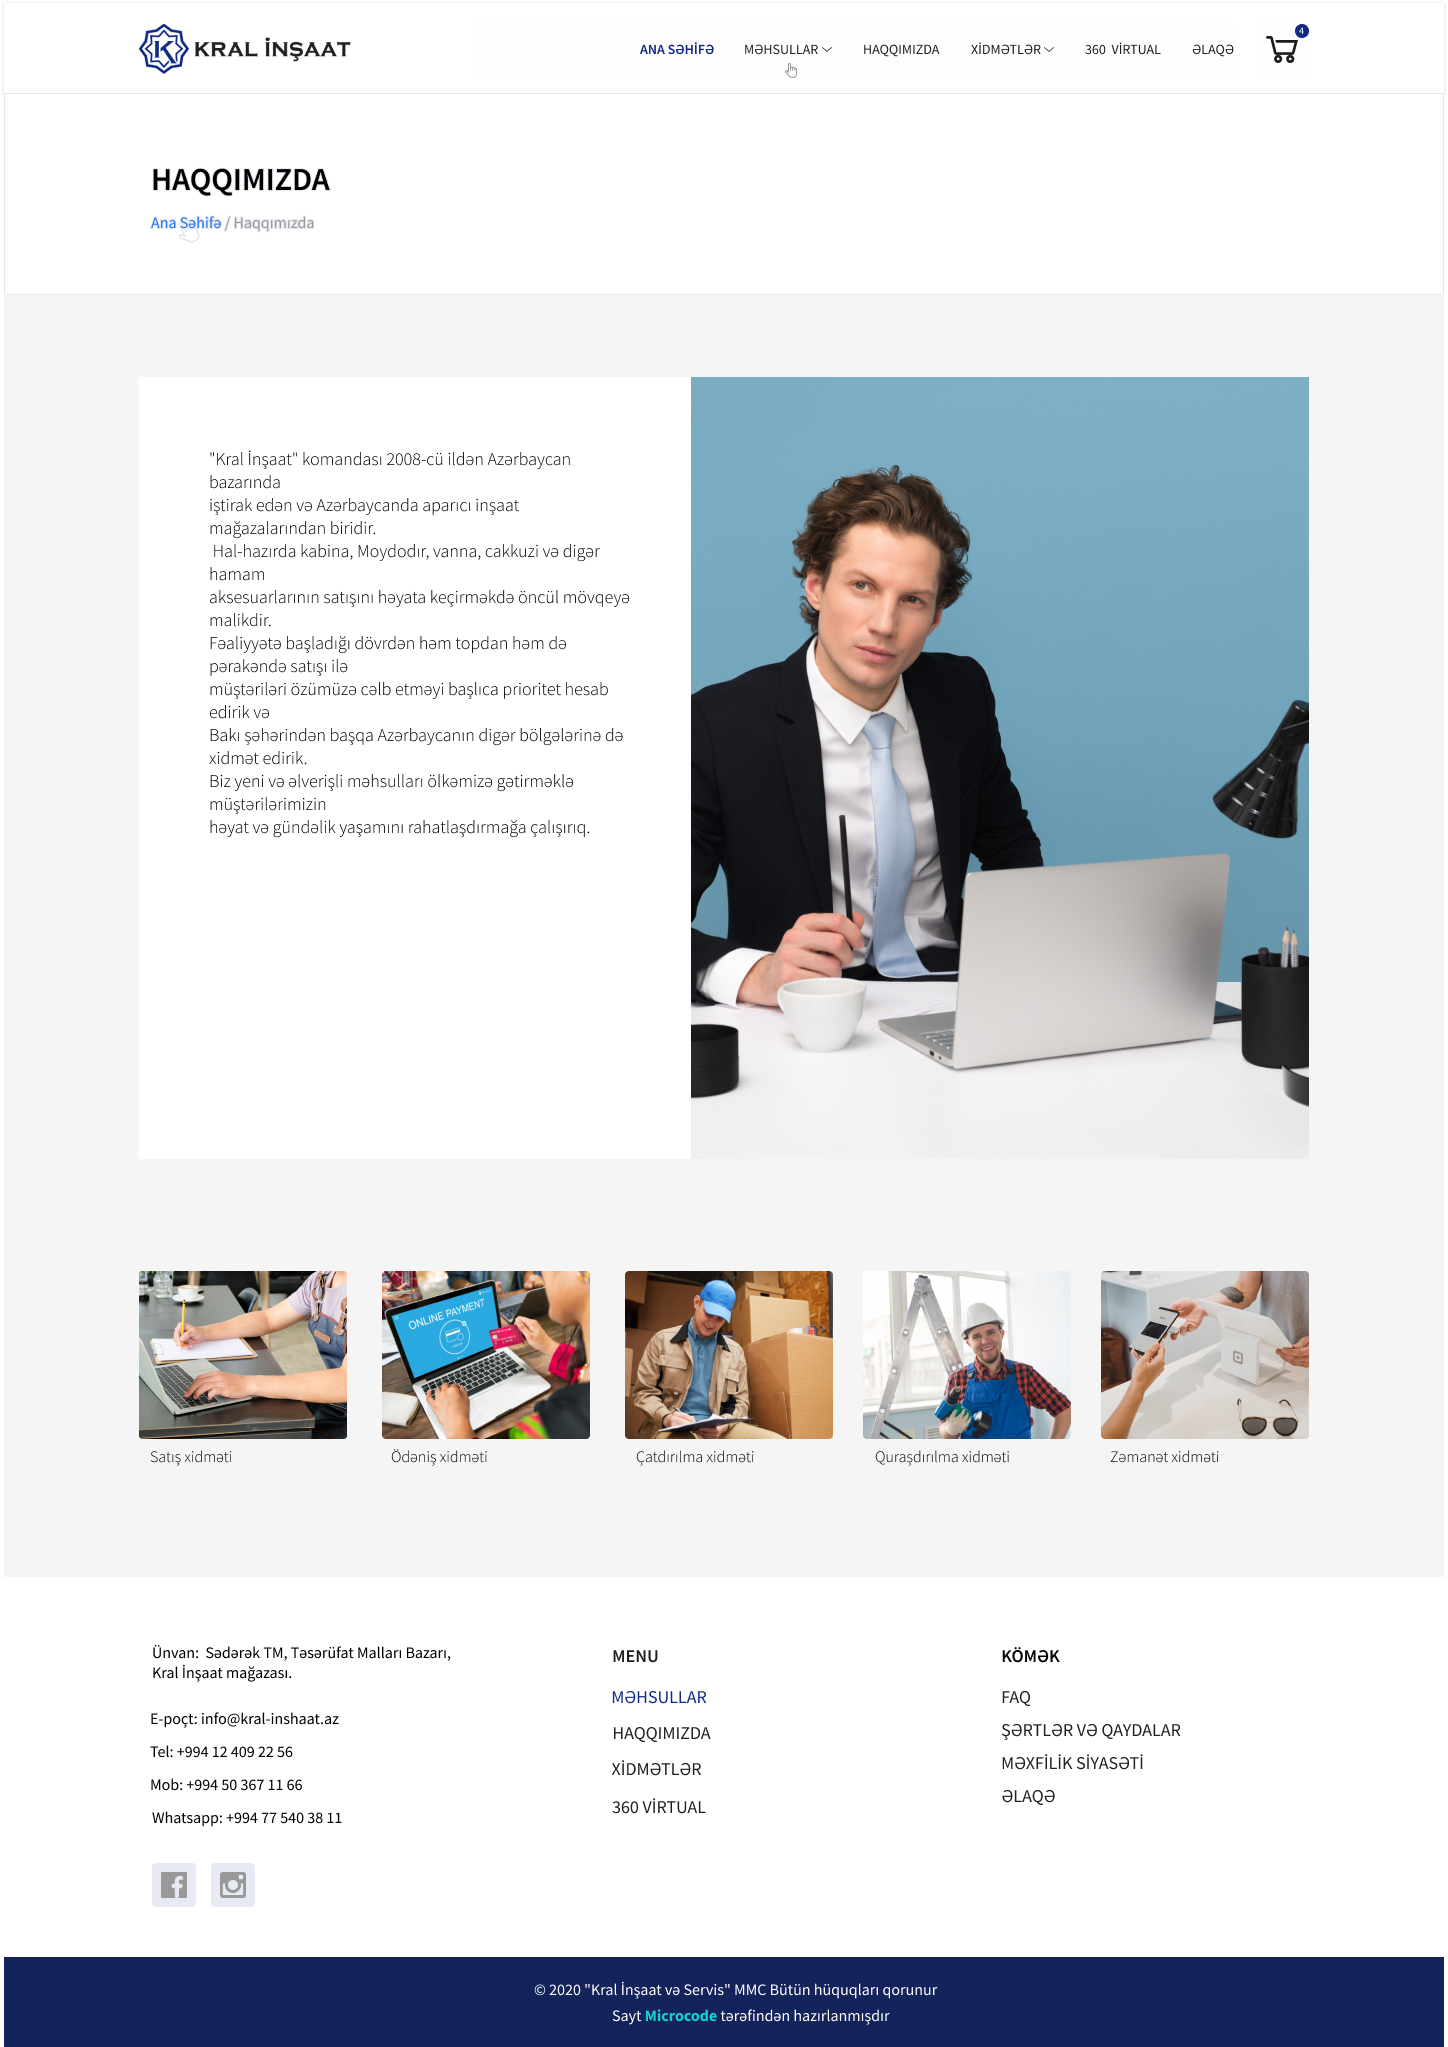 KRAL İNŞAAT
ANA SƏHİFƏ MƏHSULLAR HAQQIMIZDA XİDMƏTLƏR 360 VİRTUAL ƏLAQƏ 4
HAQQIMIZDA
Ana Səhifə / Haqqımızda
"Kral İnşaat" komandası 2008-cü ildən Azərbaycan
bazarında
iştirak edən və Azərbaycanda aparıcı inşaat
mağazalarından biridir.
Hal-hazırda kabina, Moydodır, vanna, cakkuzi və digər
hamam
aksesuarlarının satışını həyata keçirməkdə öncül mövqeyə
malikdir.
Fəaliyyətə başladığı dövrdən həm topdan həm də
pərakəndə satışı ilə
müştəriləri özümüzə cəlb etməyi başlıca prioritet hesab
edirik və
Bakı şəhərindən başqa Azərbaycanın digər bölgələrinə də
xidmət edirik.
Biz yeni və əlverişli məhsulları ölkəmizə gətirməklə
müştərilərimizin
həyat və gündəlik yaşamını rahatlaşdırmağa çalışırıq.
ONLINE PAYMENT
Satış xidməti
Ödəniş xidməti
Çatdırılma xidməti
Quraşdırılma xidməti
Zəmanət xidməti
Ünvan: Sədərək TM, Təsərüfat Malları Bazarı,
Kral İnşaat mağazası.
E-poçt: info@kral-inshaat.az
Tel: +994 12 409 22 56
Mob: +994 50 367 11 66
Whatsapp: +994 77 540 38 11
MENU
MƏHSULLAR
HAQQIMIZDA
XİDMƏTLƏR
360 VİRTUAL
KÖMƏK
FAQ
ŞƏRTLƏR VƏ QAYDALAR
MƏXFİLİK SİYASƏTİ
ƏLAQƏ
© 2020 "Kral İnşaat və Servis" MMC Bütün hüquqları qorunur
Sayt Microcode tərəfindən hazırlanmışdır